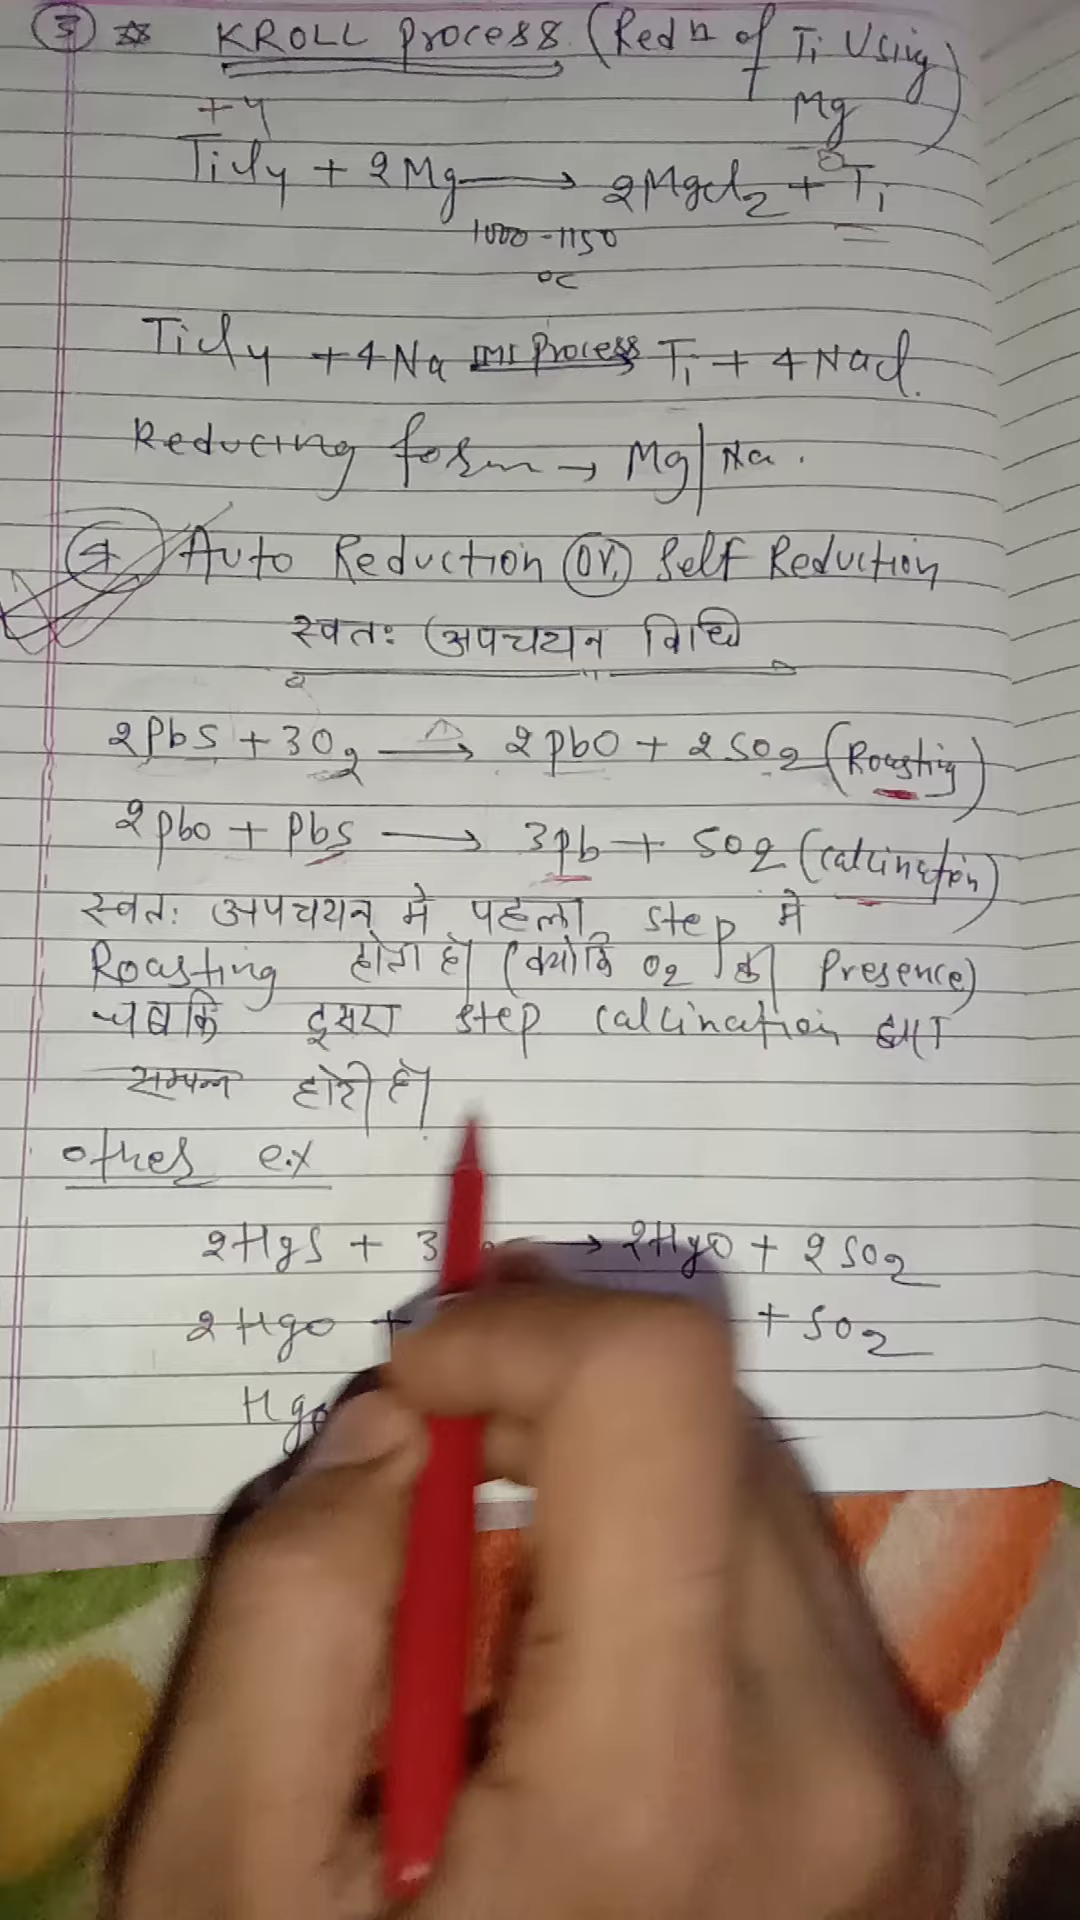 3 * KROLL Process (Redn of Ti Using Mg)
+4
TiCl4 + 2Mg → 2MgCl2 + Ti
0
1000-1150
°C
TiCl4 + 4Na IMI Process Ti + 4NaCl.
Reducing form → Mg|Na.
4 Auto Reduction OR, Self Reduction
स्वतः (अपचयन विधि
2PbS + 3O2 Δ→ 2PbO + 2SO2 (Roasting)
2PbO + PbS → 3Pb + SO2 (calcination)
स्वतः अपचयन मे पहला step मे
Roasting होता है। (क्योकि O2 की Presence)
जबकि दूसरा step calcination द्वारा
सम्पन्न होती है।
other ex
2HgS + 3 → 2HgO + 2SO2
2HgO + + SO2
Hg